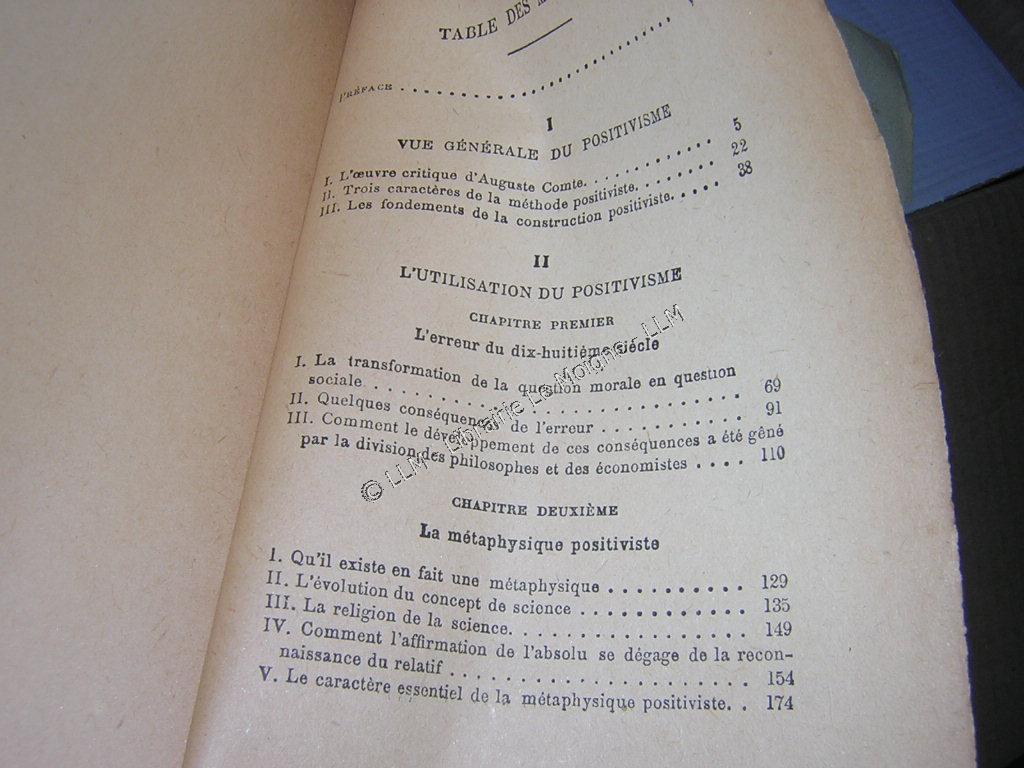 TABLE DES
PRÉFACE . . . . . . . . . . . . . . . . . . . . . . . . . . V
I
VUE GÉNÉRALE DU POSITIVISME
I. L'œuvre critique d'Auguste Comte. . . . . . . . . . . . 5
II. Trois caractères de la méthode positiviste. . . . . . . . 22
III. Les fondements de la construction positiviste. . . . . 38
II
L'UTILISATION DU POSITIVISME
CHAPITRE PREMIER
L'erreur du dix-huitième siècle
I. La transformation de la question morale en question
sociale . . . . . . . . . . . . . . . . . . . . . . . . . . 69
II. Quelques conséquences de l'erreur . . . . . . . . . . 91
III. Comment le développement de ces conséquences a été gêné
par la division des philosophes et des économistes . . . . 110
CHAPITRE DEUXIÈME
La métaphysique positiviste
I. Qu'il existe en fait une métaphysique . . . . . . . . . . 129
II. L'évolution du concept de science . . . . . . . . . . . . 135
III. La religion de la science. . . . . . . . . . . . . . . . . 149
IV. Comment l'affirmation de l'absolu se dégage de la recon-
naissance du relatif . . . . . . . . . . . . . . . . . . . . 154
V. Le caractère essentiel de la métaphysique positiviste. . 174
© LLM - Librairie Le Moigne - LLM